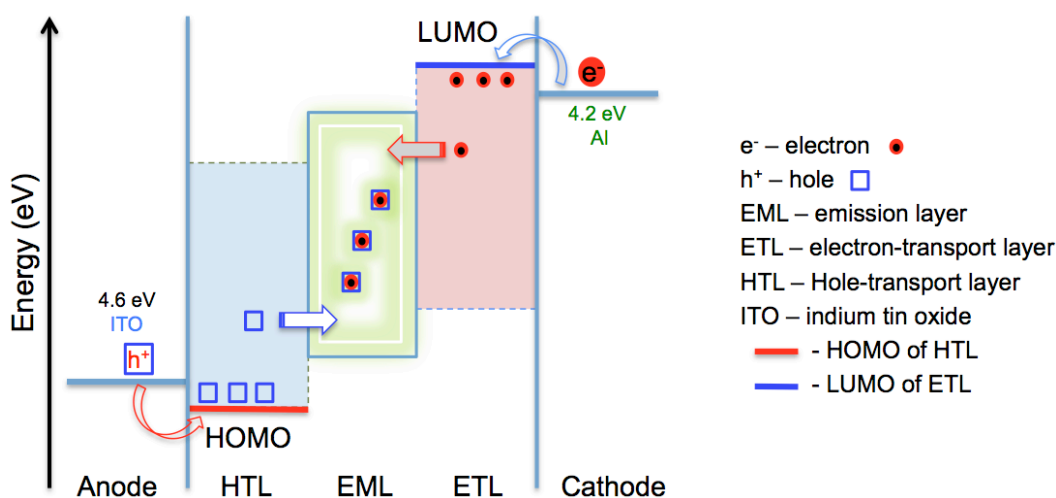 Energy (eV)
LUMO
e-
4.2 eV
Al
4.6 eV
ITO
h+
HOMO
Anode HTL EML ETL Cathode
e- – electron
h+ – hole
EML – emission layer
ETL – electron-transport layer
HTL – Hole-transport layer
ITO – indium tin oxide
- HOMO of HTL
- LUMO of ETL